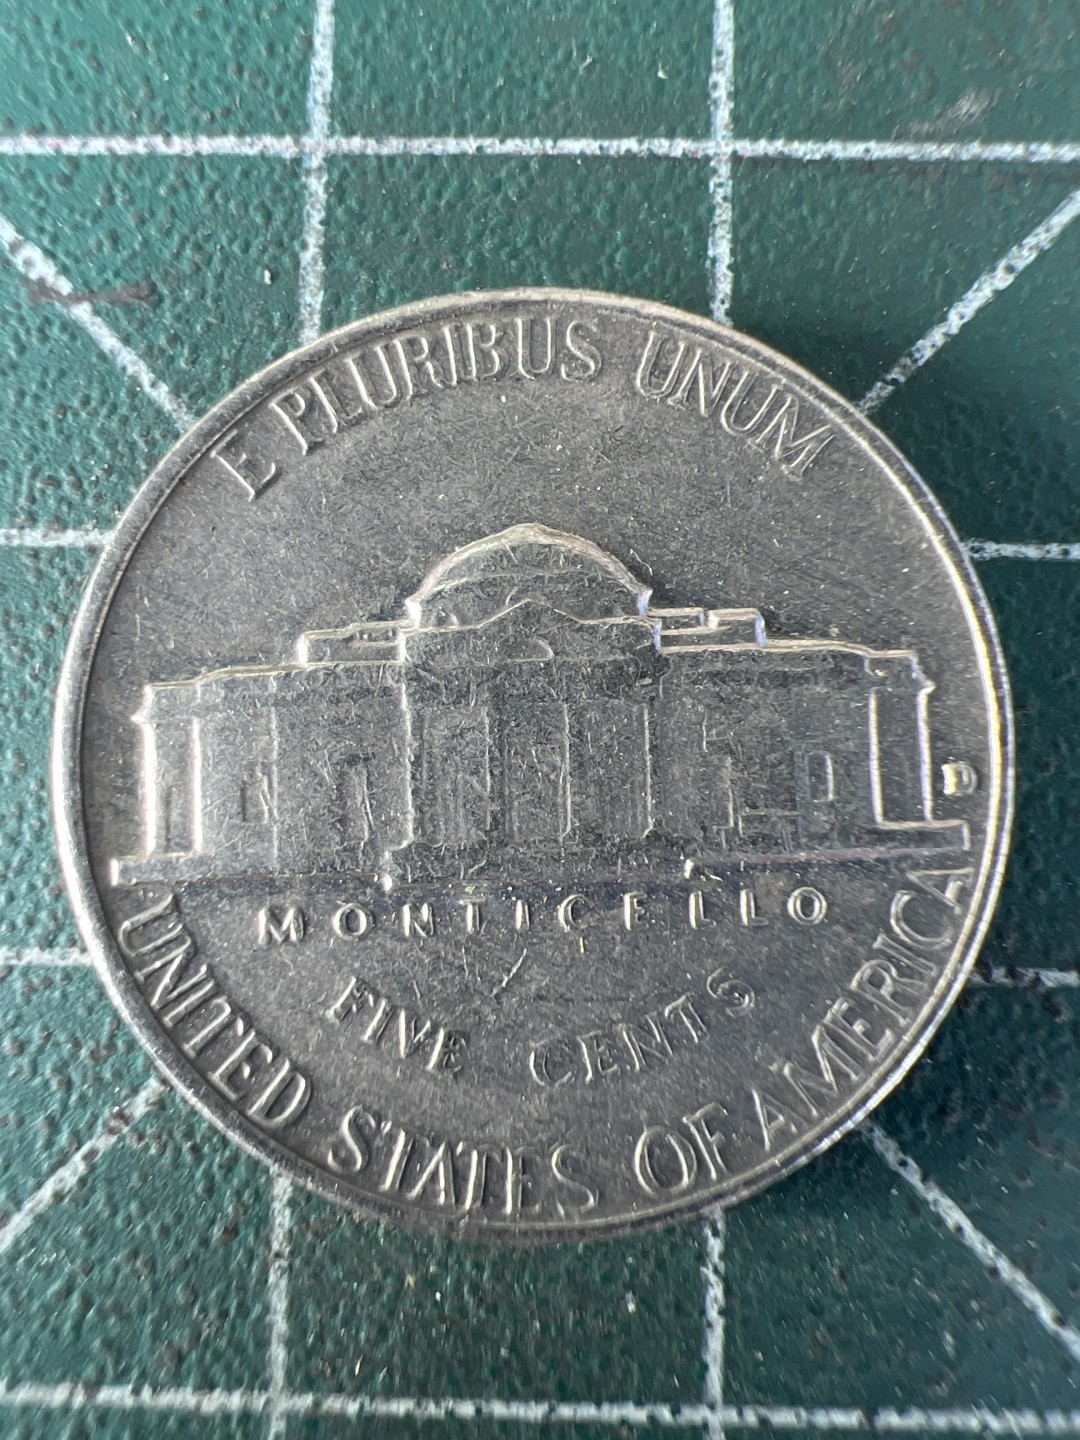 E PLURIBUS UNUM
D
MONTICELLO
FIVE CENTS
UNITED STATES OF AMERICA